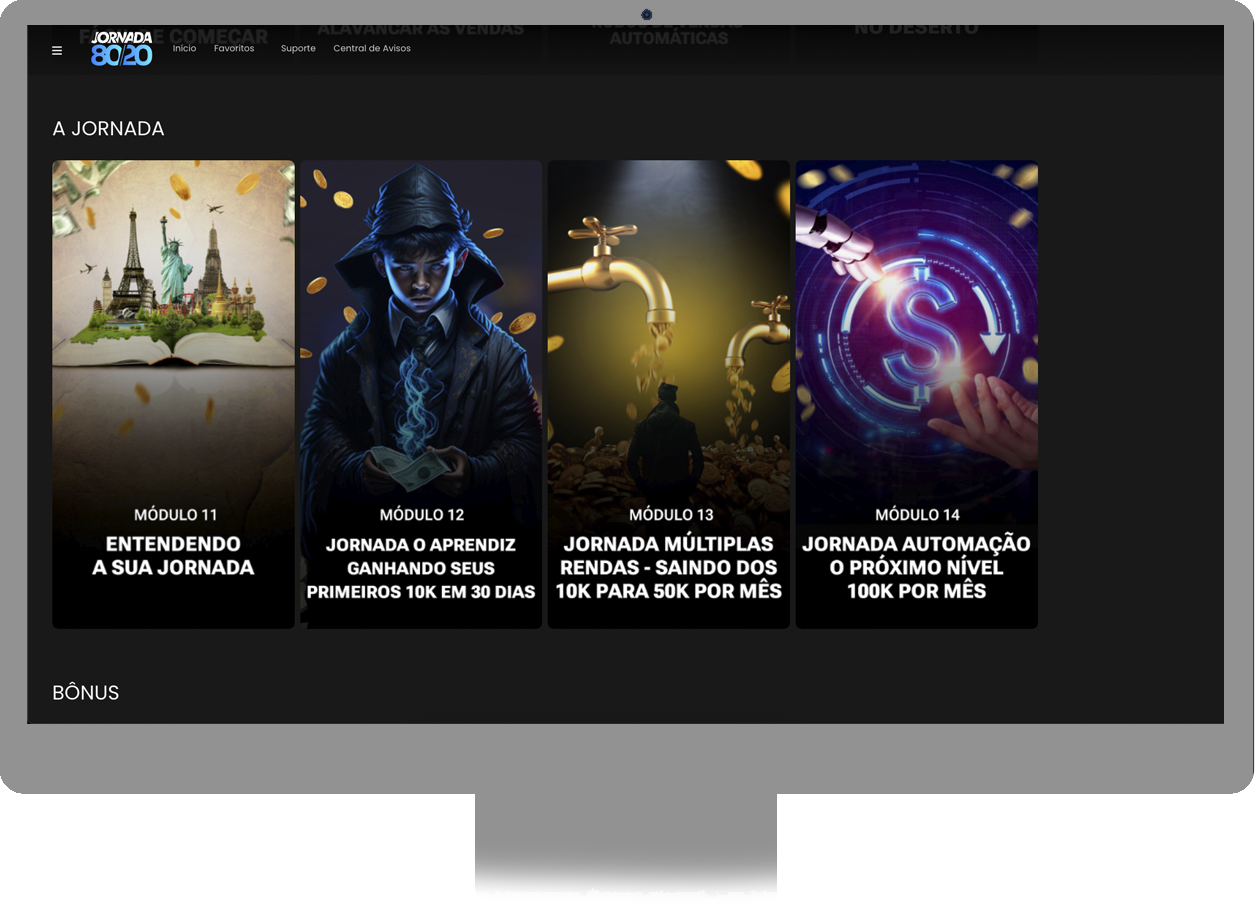 ALAVANCAR AS VENDAS
AUTOMÁTICAS
NO DESERTO
COMEÇAR
JORNADA
80/20
Início
Favoritos
Suporte
Central de Avisos
A JORNADA
MÓDULO 11
ENTENDENDO
A SUA JORNADA
MÓDULO 12
JORNADA O APRENDIZ
GANHANDO SEUS
PRIMEIROS 10K EM 30 DIAS
MÓDULO 13
JORNADA MÚLTIPLAS
RENDAS - SAINDO DOS
10K PARA 50K POR MÊS
MÓDULO 14
JORNADA AUTOMAÇÃO
O PRÓXIMO NÍVEL
100K POR MÊS
BÔNUS